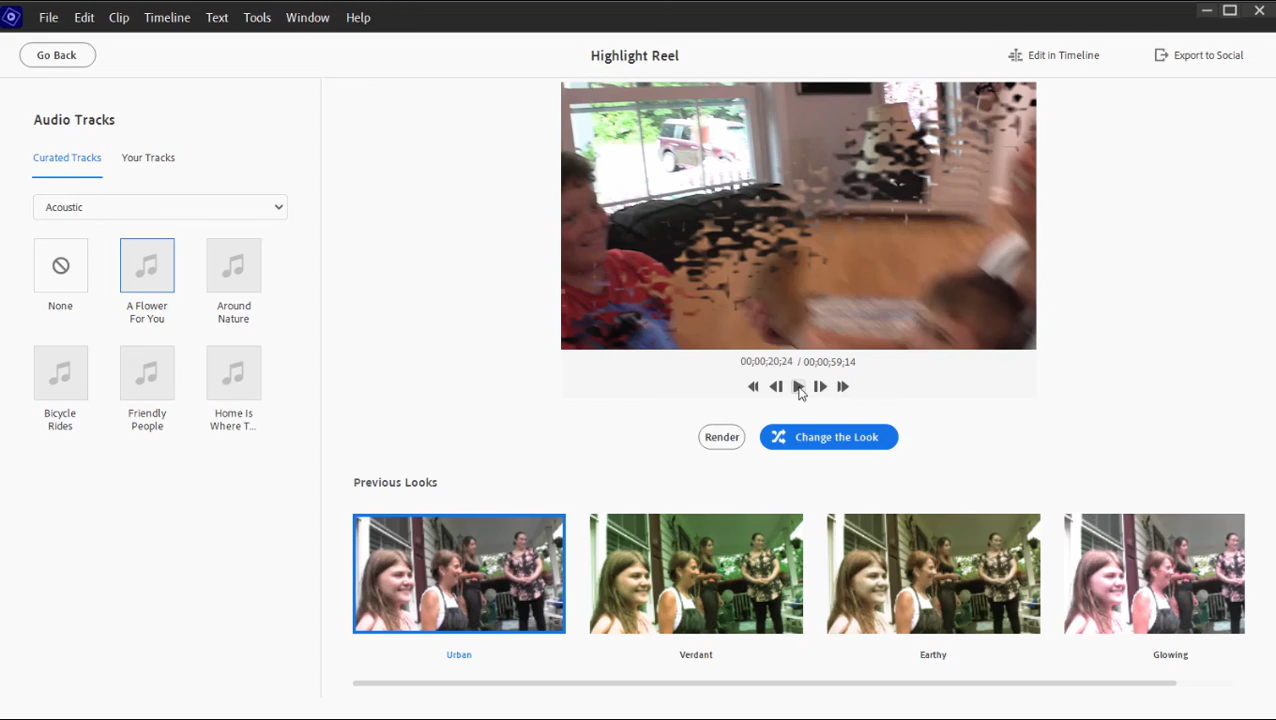 File Edit Clip Timeline Text Tools Window Help
Go Back
Highlight Reel
Edit in Timeline
Export to Social
Audio Tracks
Curated Tracks
Your Tracks
Acoustic
None
A Flower
For You
Around
Nature
Bicycle
Rides
Friendly
People
Home Is
Where T...
00;00;20;24 / 00;00;59;14
Render
Change the Look
Previous Looks
Urban
Verdant
Earthy
Glowing